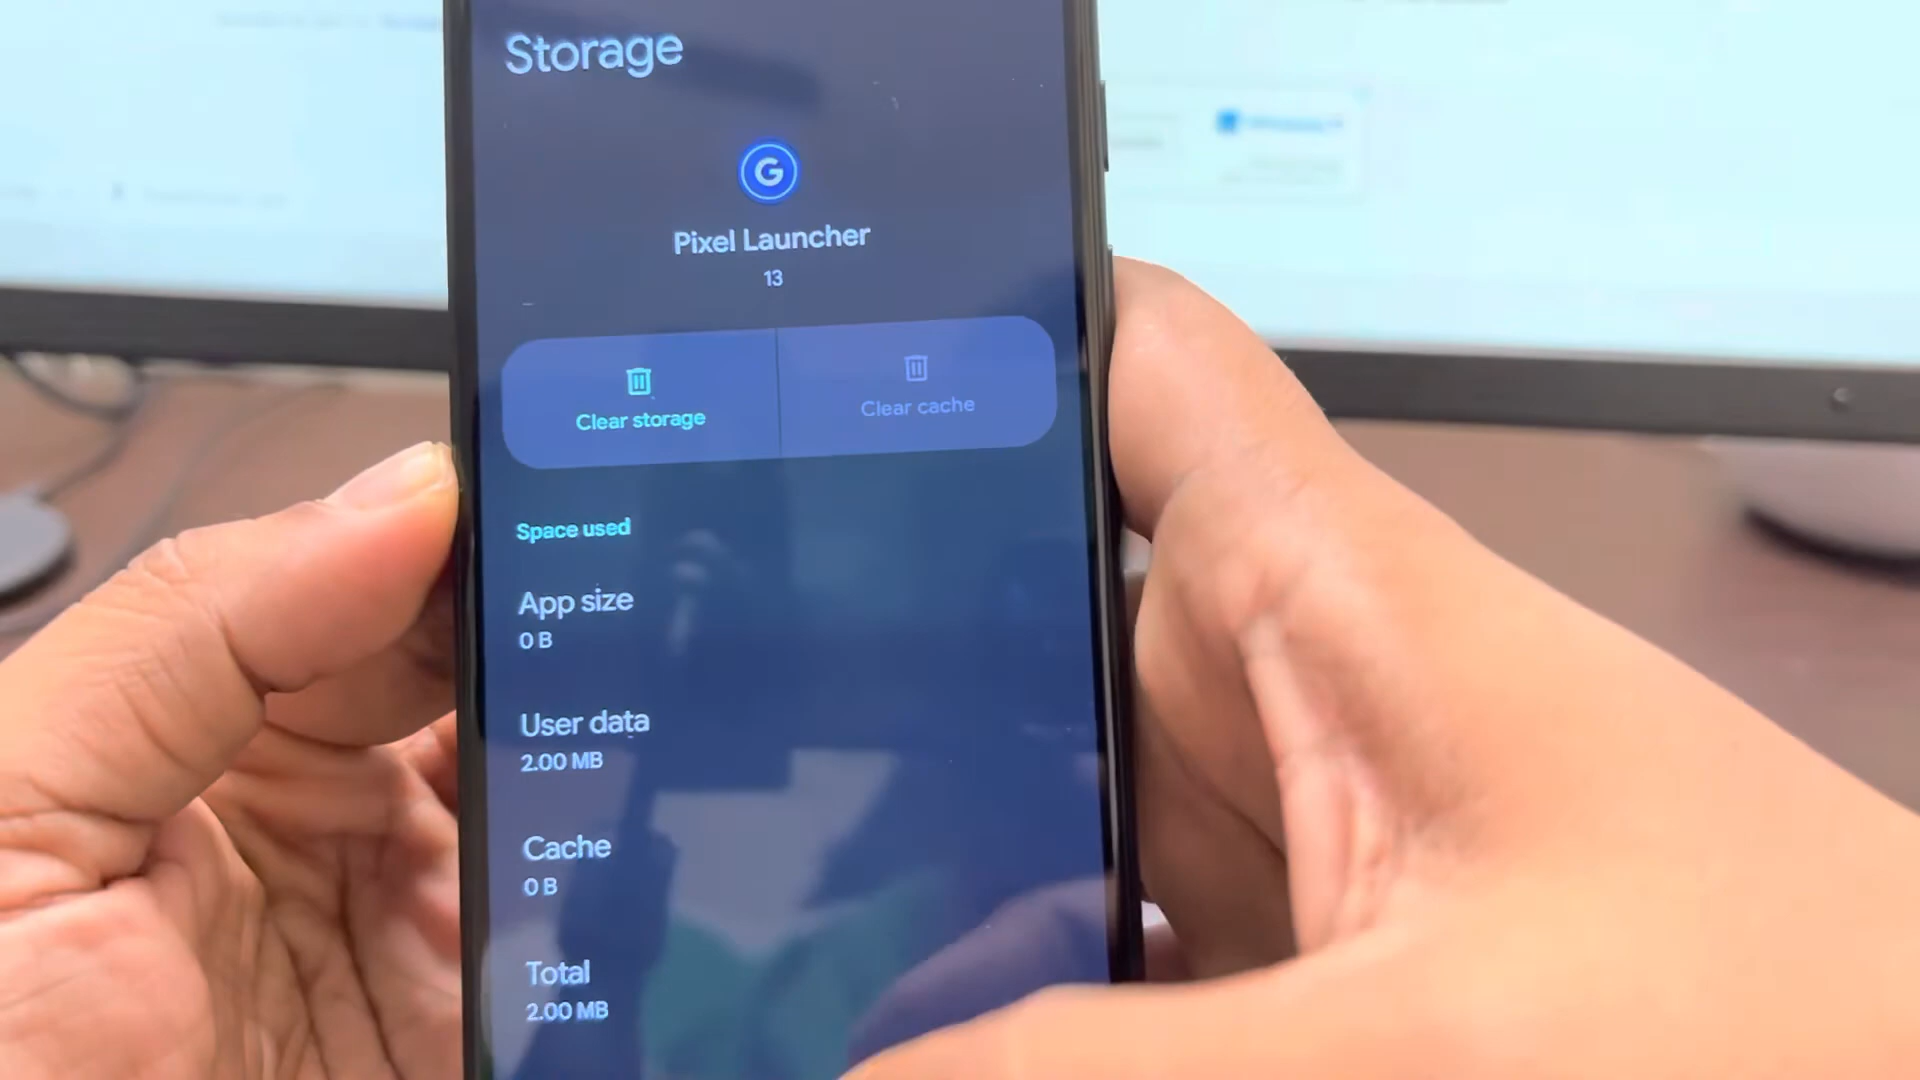 Storage
G
Pixel Launcher
13
Clear storage
Clear cache
Space used
App size
0 B
User data
2.00 MB
Cache
0 B
Total
2.00 MB